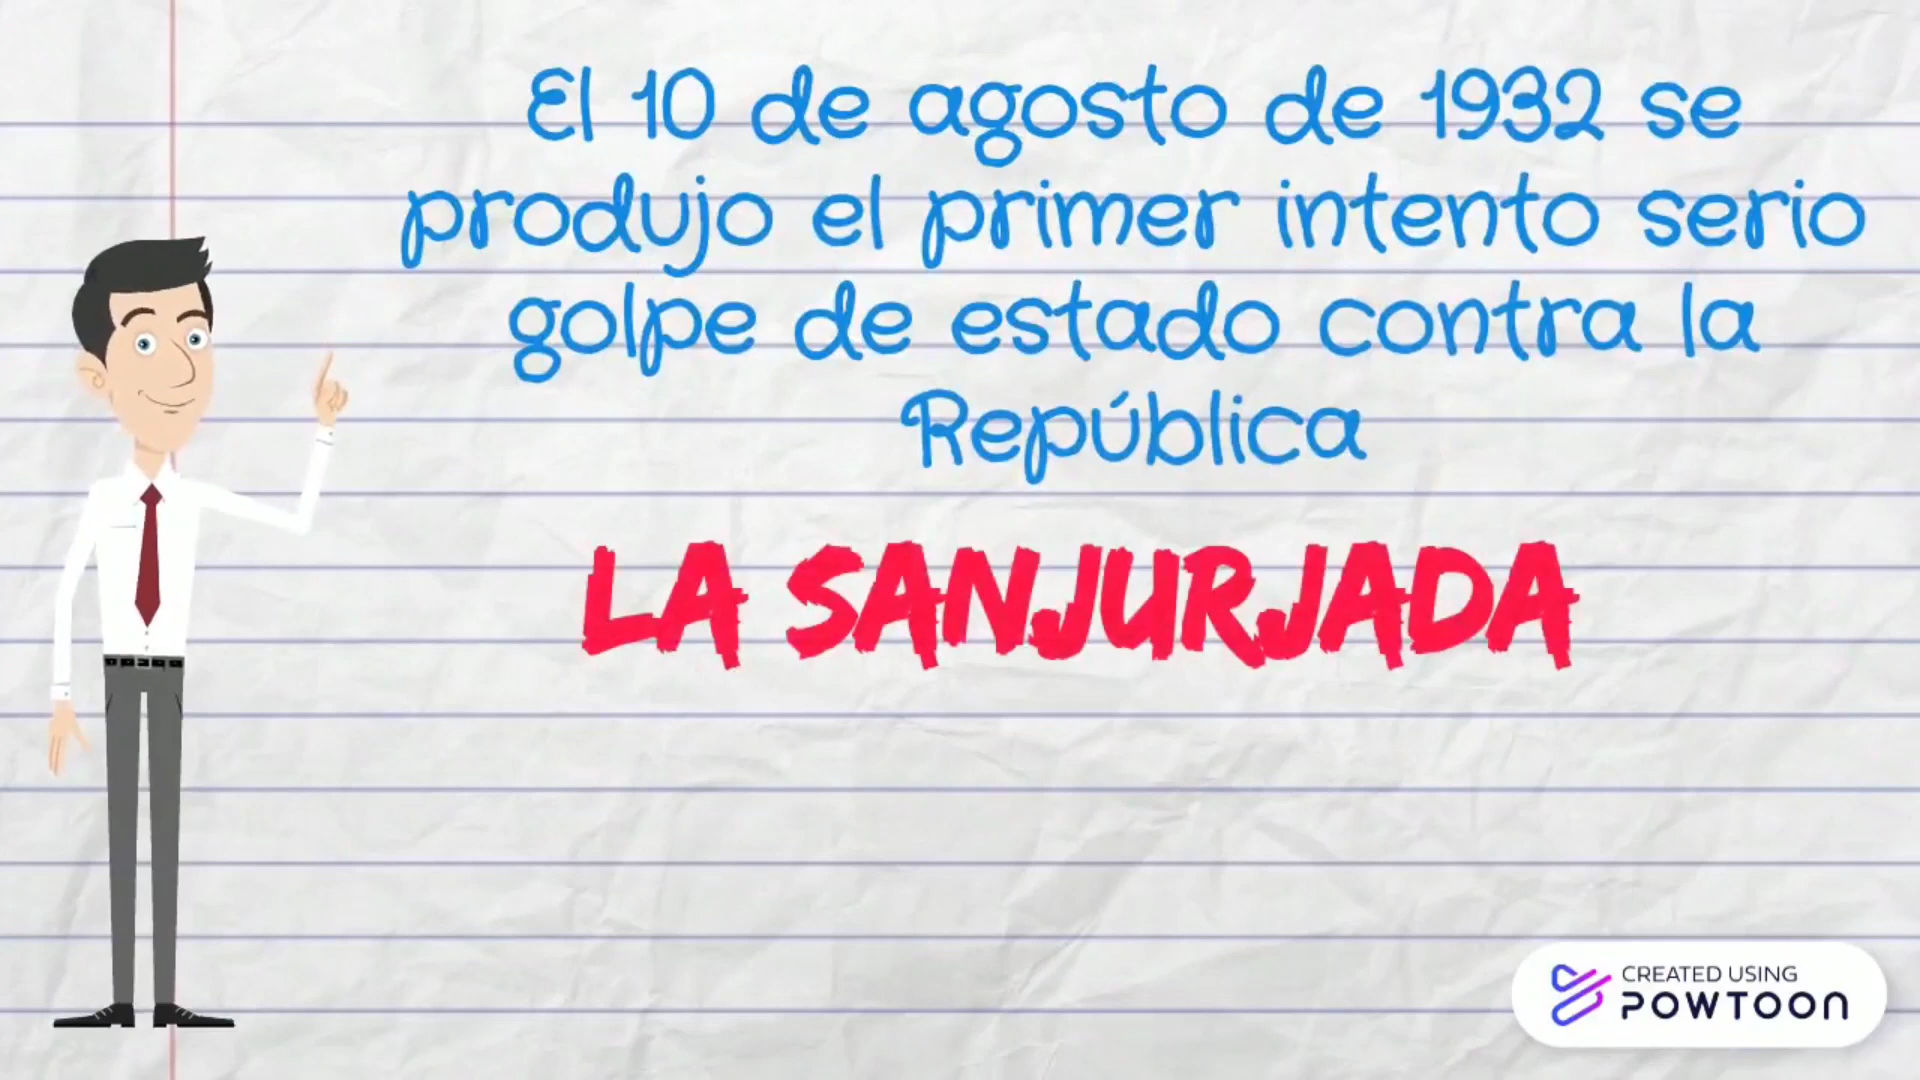 El 10 de agosto de 1932 se
produjo el primer intento serio
golpe de estado contra la
República
LA SANJURJADA
CREATED USING
POWTOON